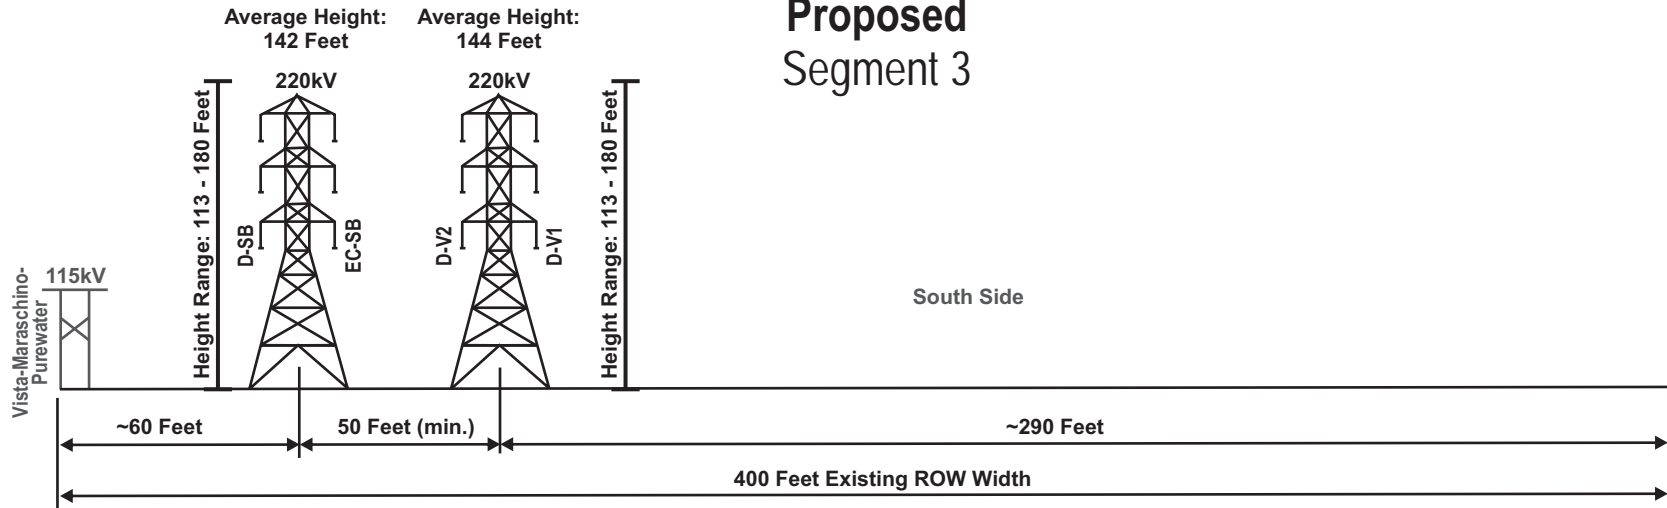 Proposed
Segment 3
Average Height:
142 Feet
Average Height:
144 Feet
220kV
220kV
Height Range: 113 - 180 Feet
Height Range: 113 - 180 Feet
D-SB
EC-SB
D-V2
D-V1
Vista-Maraschino-
Purewater
115kV
South Side
~60 Feet
50 Feet (min.)
~290 Feet
400 Feet Existing ROW Width